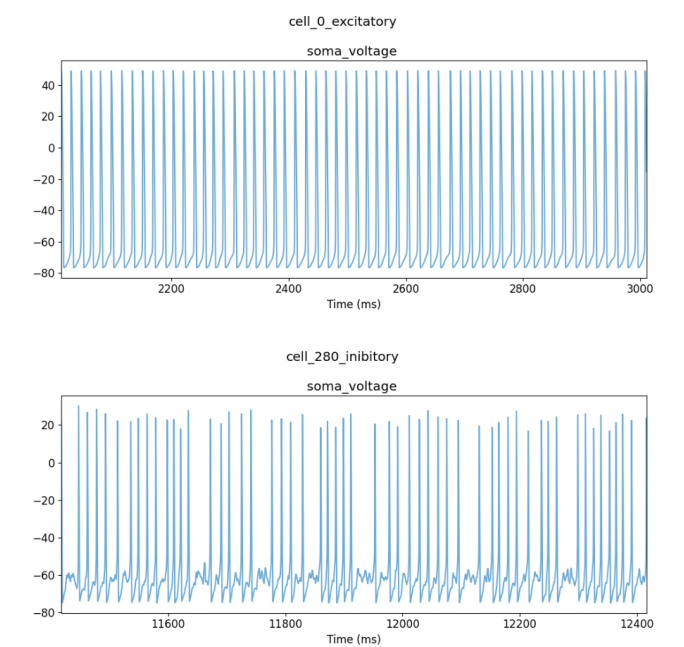 cell_0_excitatory
soma_voltage
40
20
0
−20
−40
−60
−80
2200 2400 2600 2800 3000
Time (ms)
cell_280_inibitory
soma_voltage
20
0
−20
−40
−60
−80
11600 11800 12000 12200 12400
Time (ms)